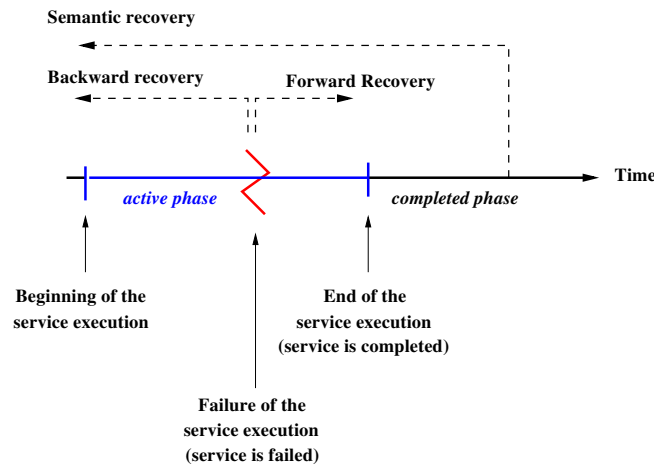 Semantic recovery
Backward recovery
Forward Recovery
Time
active phase
completed phase
Beginning of the
service execution
End of the
service execution
(service is completed)
Failure of the
service execution
(service is failed)